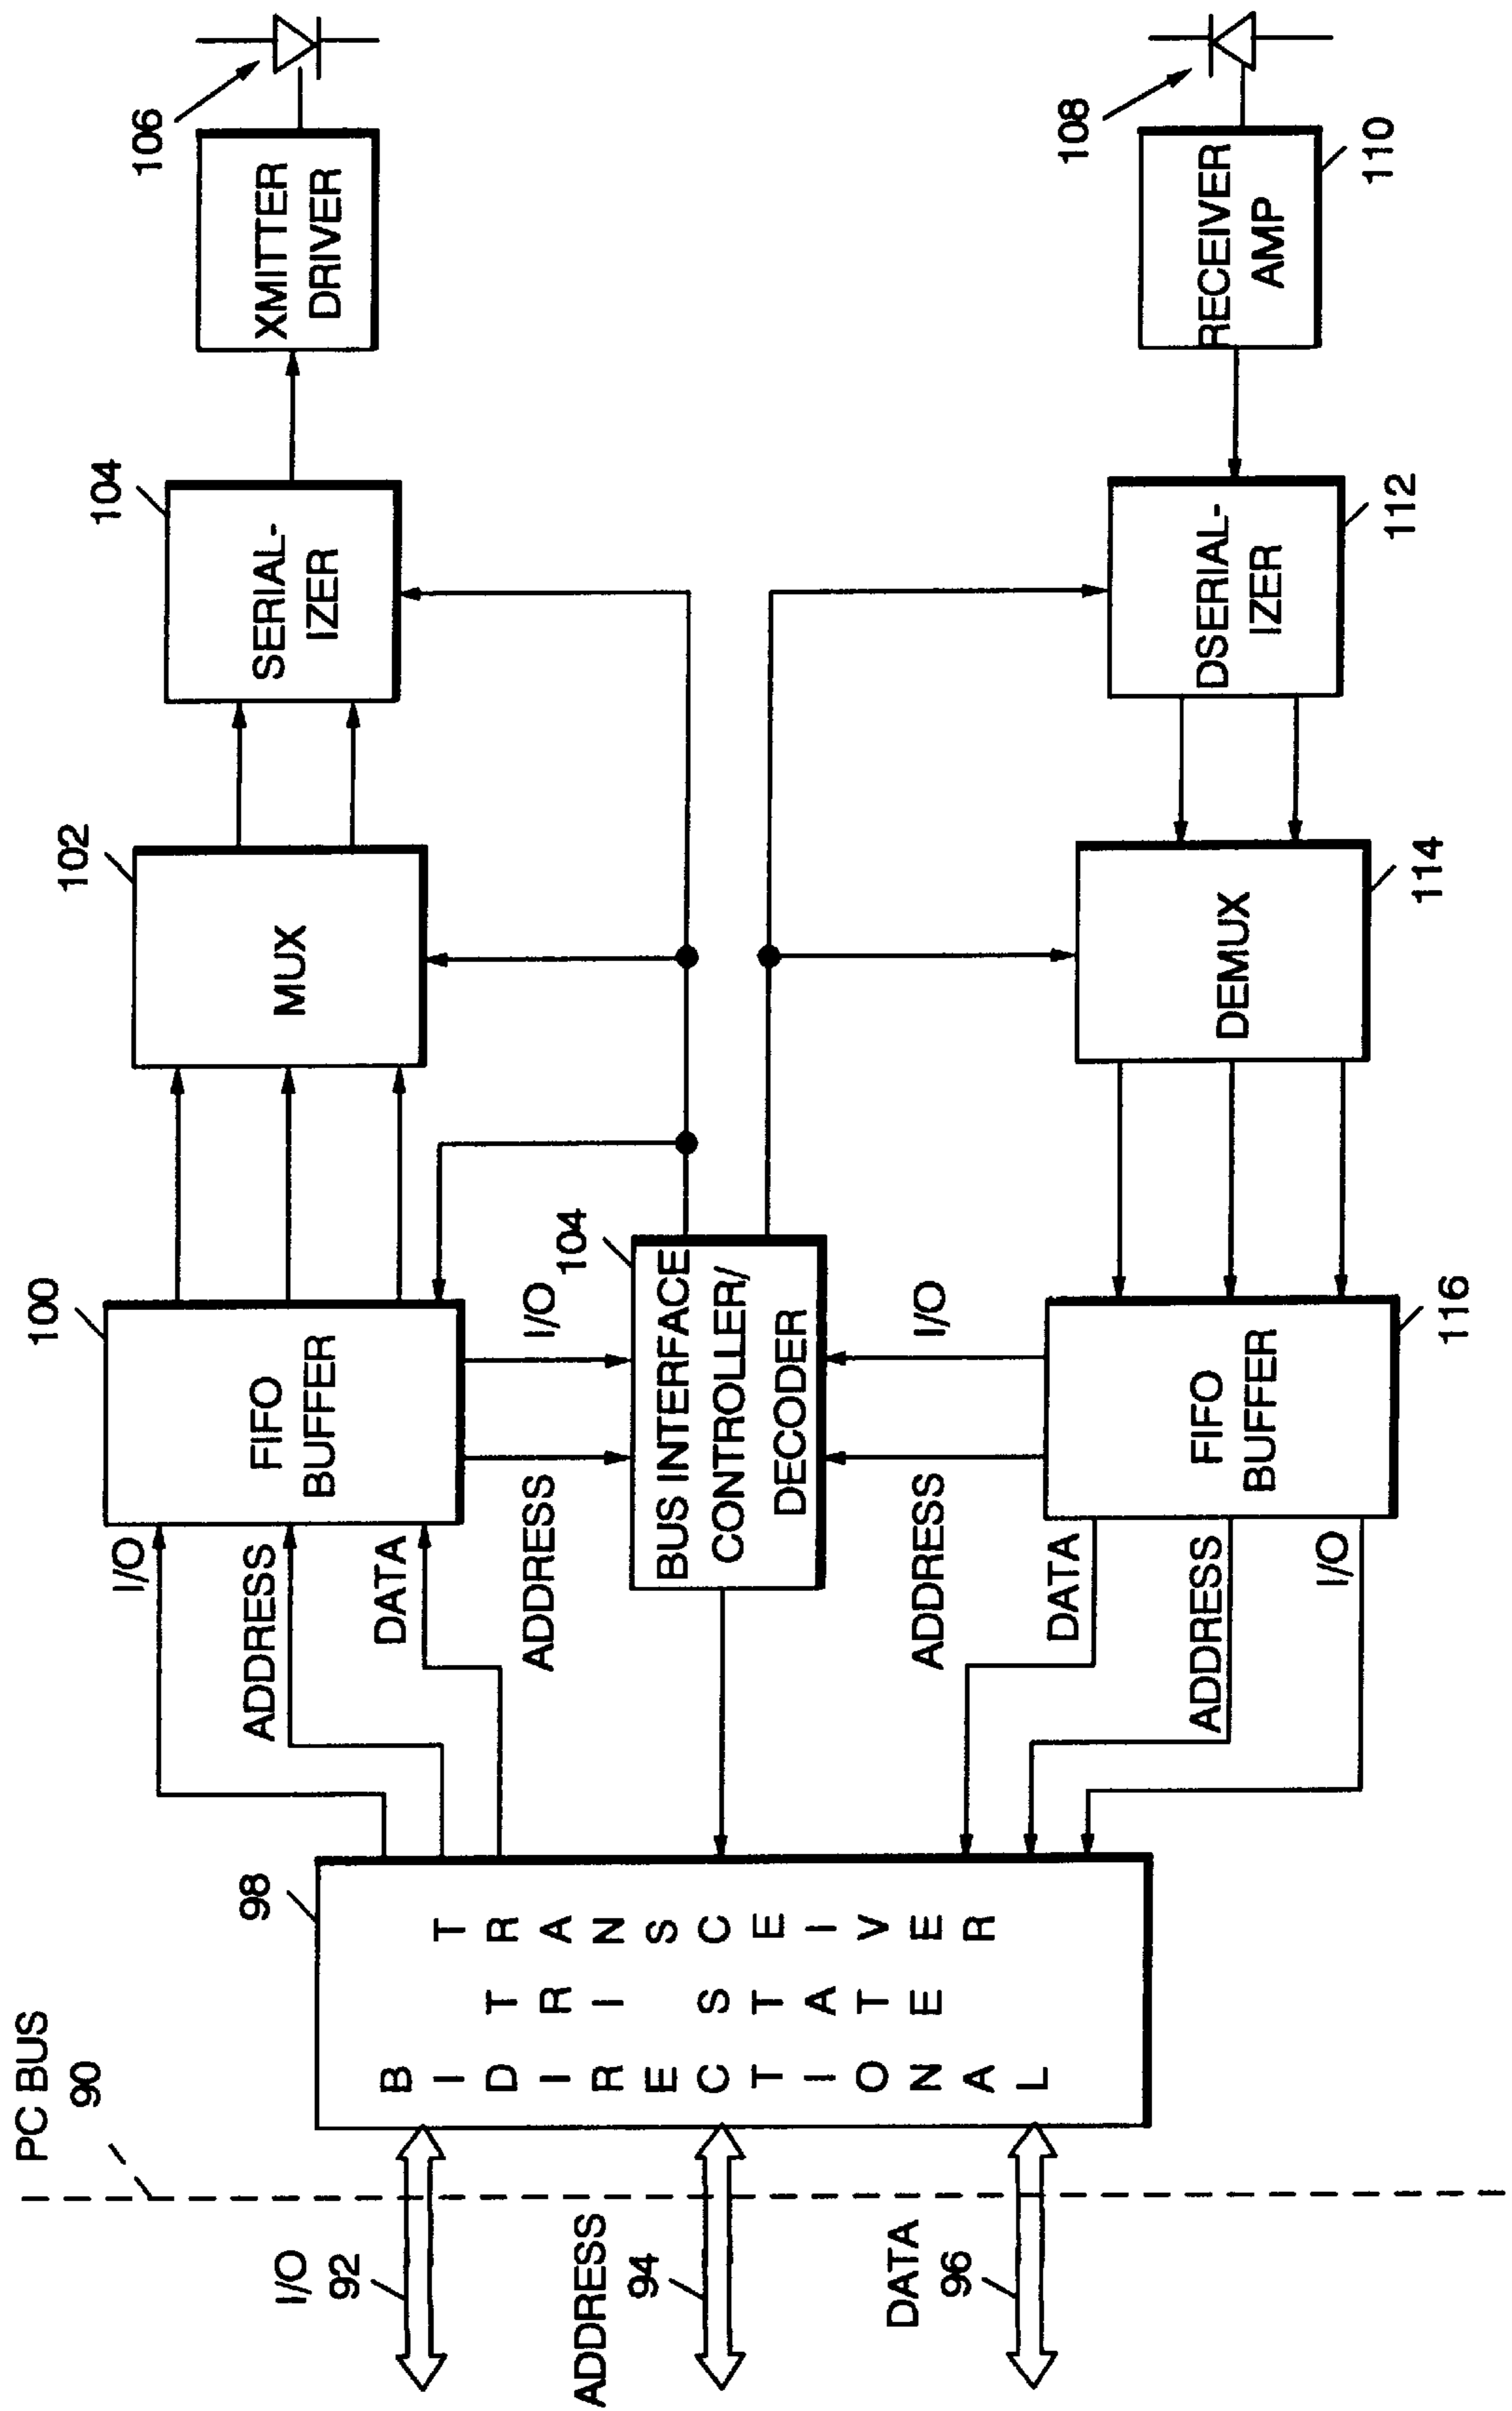 PC BUS
90
I/O
92
ADDRESS
94
DATA
96
98
BIDIRECTIONAL
TRI STATE
TRANSCEIVER
I/O
ADDRESS
DATA
100
FIFO
BUFFER
ADDRESS
I/O
104
BUS INTERFACE
CONTROLLER/
DECODER
ADDRESS
I/O
DATA
ADDRESS
I/O
FIFO
BUFFER
116
102
MUX
104
SERIAL-
IZER
XMITTER
DRIVER
106
DEMUX
114
DSERIAL-
IZER
112
RECEIVER
AMP
110
108